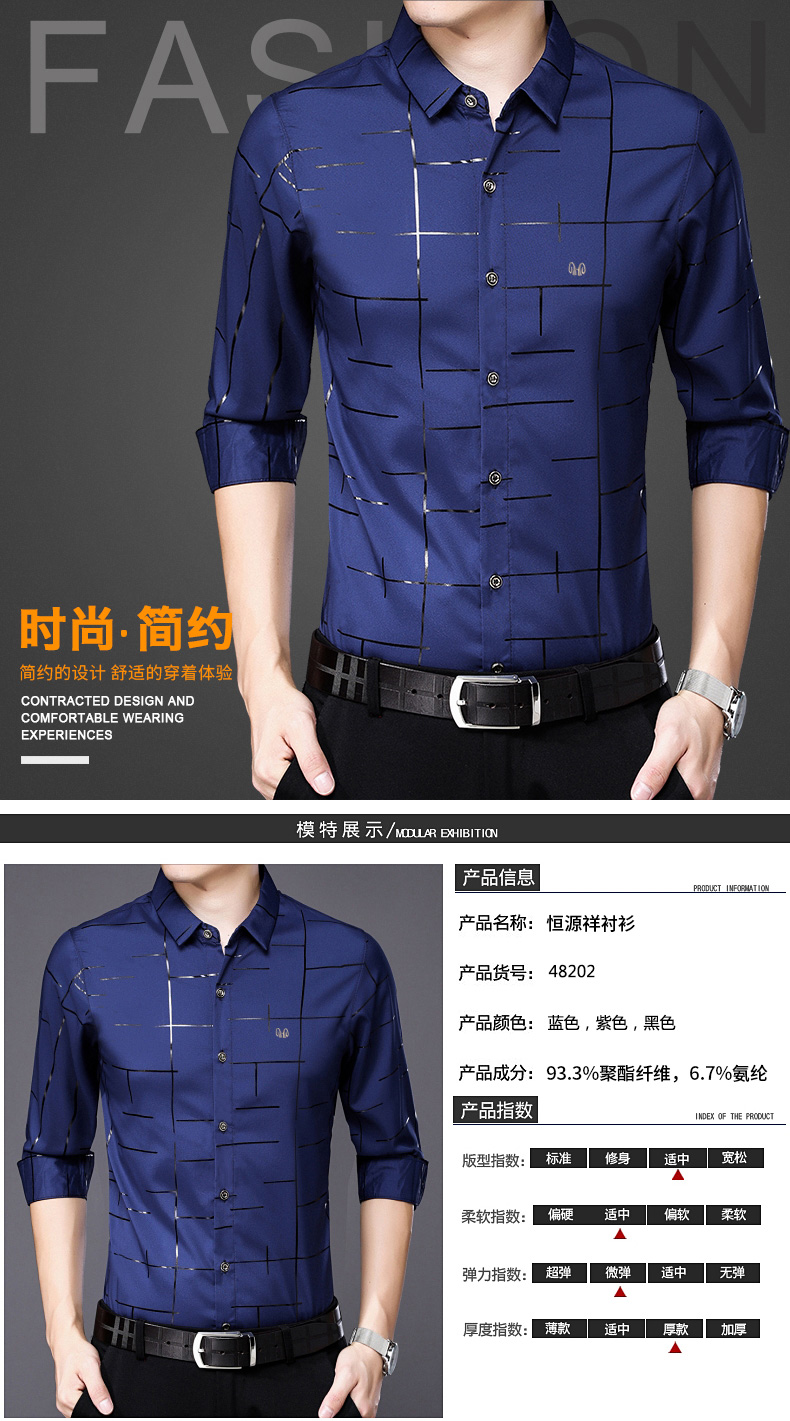 FASHION
时尚·简约
简约的设计 舒适的穿着体验
CONTRACTED DESIGN AND
COMFORTABLE WEARING
EXPERIENCES
模特展示/MODULAR EXHIBITION
产品信息
PRODUCT INFORMATION
产品名称: 恒源祥衬衫
产品货号: 48202
产品颜色: 蓝色 , 紫色 , 黑色
产品成分: 93.3%聚酯纤维，6.7%氨纶
产品指数
INDEX OF THE PRODUCT
版型指数: 标准 修身 适中 宽松
柔软指数: 偏硬 适中 偏软 柔软
弹力指数: 超弹 微弹 适中 无弹
厚度指数: 薄款 适中 厚款 加厚